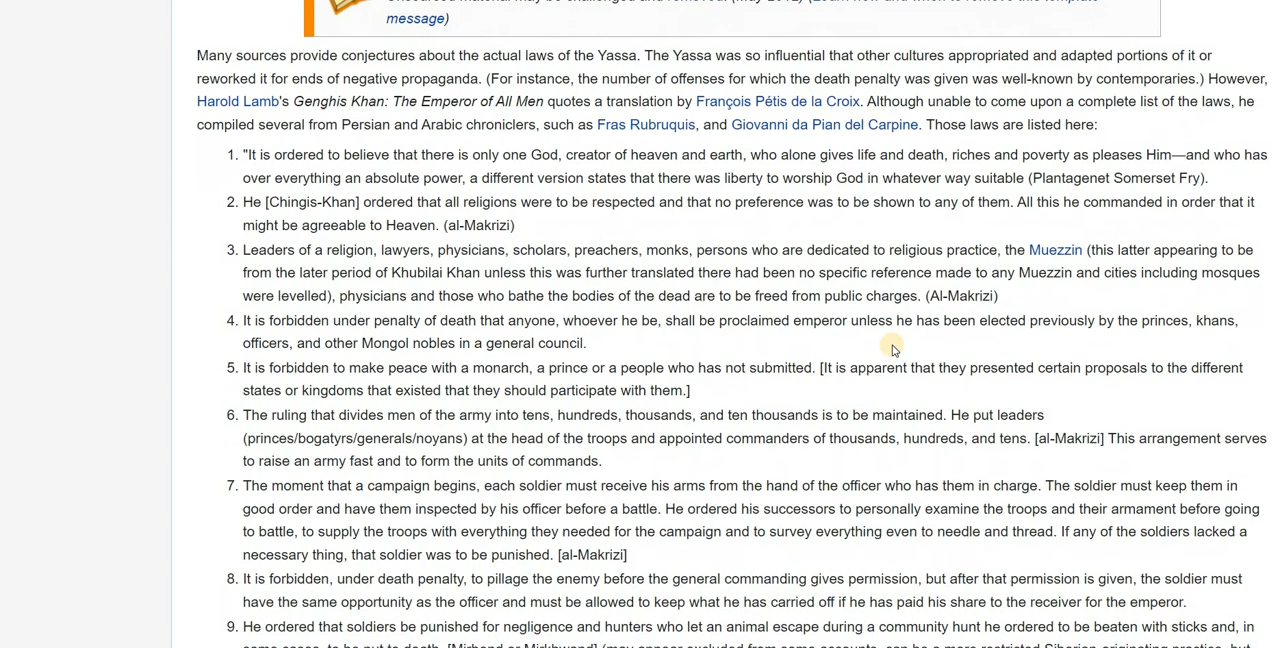 message)
Many sources provide conjectures about the actual laws of the Yassa. The Yassa was so influential that other cultures appropriated and adapted portions of it or
reworked it for ends of negative propaganda. (For instance, the number of offenses for which the death penalty was given was well-known by contemporaries.) However,
Harold Lamb's Genghis Khan: The Emperor of All Men quotes a translation by François Pétis de la Croix. Although unable to come upon a complete list of the laws, he
compiled several from Persian and Arabic chroniclers, such as Fras Rubruquis, and Giovanni da Pian del Carpine. Those laws are listed here:
1. "It is ordered to believe that there is only one God, creator of heaven and earth, who alone gives life and death, riches and poverty as pleases Him—and who has
over everything an absolute power, a different version states that there was liberty to worship God in whatever way suitable (Plantagenet Somerset Fry).
2. He [Chingis-Khan] ordered that all religions were to be respected and that no preference was to be shown to any of them. All this he commanded in order that it
might be agreeable to Heaven. (al-Makrizi)
3. Leaders of a religion, lawyers, physicians, scholars, preachers, monks, persons who are dedicated to religious practice, the Muezzin (this latter appearing to be
from the later period of Khubilai Khan unless this was further translated there had been no specific reference made to any Muezzin and cities including mosques
were levelled), physicians and those who bathe the bodies of the dead are to be freed from public charges. (Al-Makrizi)
4. It is forbidden under penalty of death that anyone, whoever he be, shall be proclaimed emperor unless he has been elected previously by the princes, khans,
officers, and other Mongol nobles in a general council.
5. It is forbidden to make peace with a monarch, a prince or a people who has not submitted. [It is apparent that they presented certain proposals to the different
states or kingdoms that existed that they should participate with them.]
6. The ruling that divides men of the army into tens, hundreds, thousands, and ten thousands is to be maintained. He put leaders
(princes/bogatyrs/generals/noyans) at the head of the troops and appointed commanders of thousands, hundreds, and tens. [al-Makrizi] This arrangement serves
to raise an army fast and to form the units of commands.
7. The moment that a campaign begins, each soldier must receive his arms from the hand of the officer who has them in charge. The soldier must keep them in
good order and have them inspected by his officer before a battle. He ordered his successors to personally examine the troops and their armament before going
to battle, to supply the troops with everything they needed for the campaign and to survey everything even to needle and thread. If any of the soldiers lacked a
necessary thing, that soldier was to be punished. [al-Makrizi]
8. It is forbidden, under death penalty, to pillage the enemy before the general commanding gives permission, but after that permission is given, the soldier must
have the same opportunity as the officer and must be allowed to keep what he has carried off if he has paid his share to the receiver for the emperor.
9. He ordered that soldiers be punished for negligence and hunters who let an animal escape during a community hunt he ordered to be beaten with sticks and, in